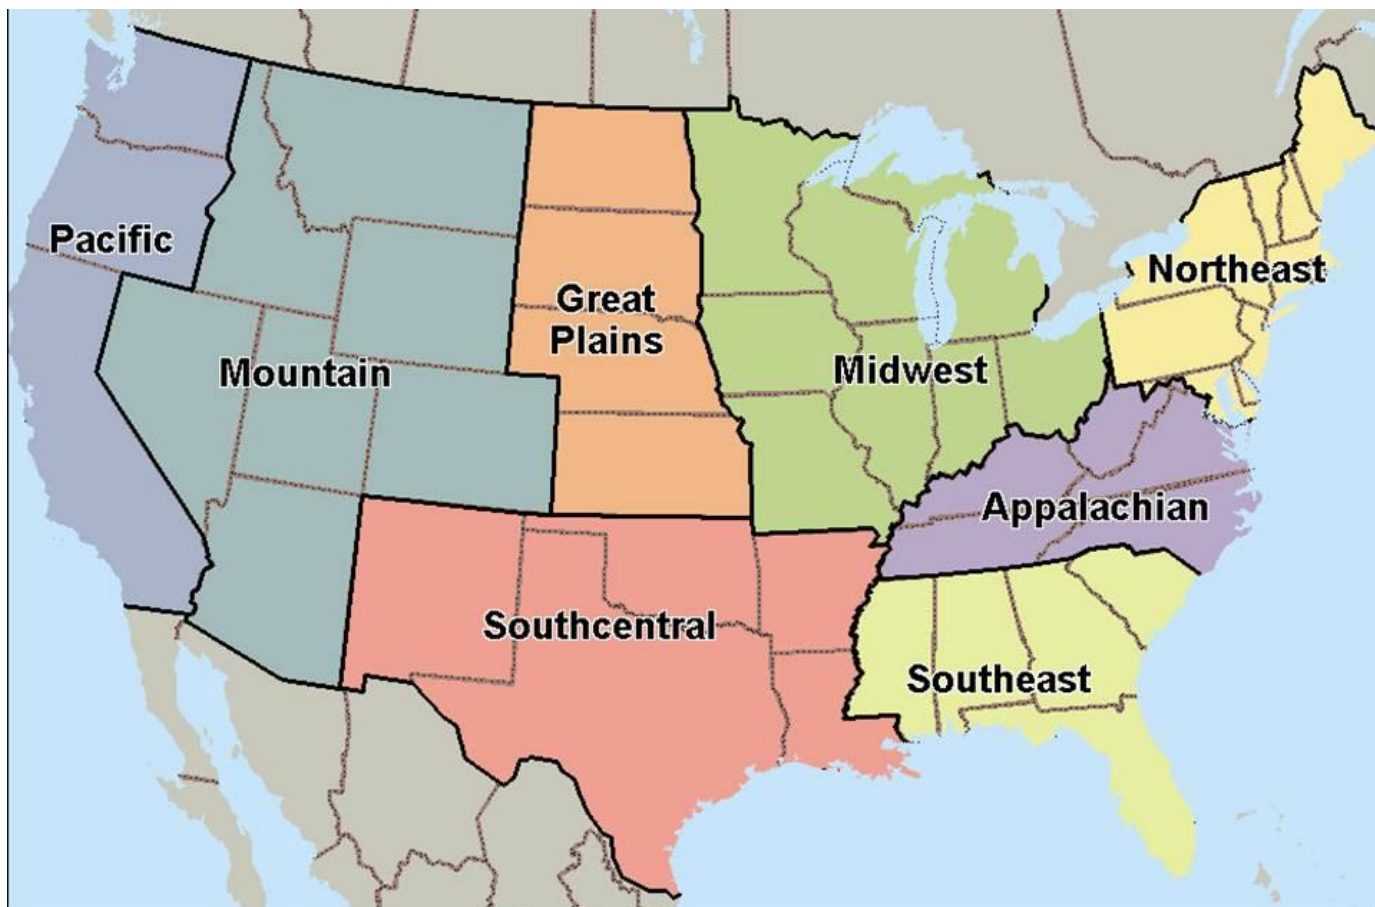 Pacific
Mountain
Great
Plains
Midwest
Northeast
Appalachian
Southcentral
Southeast